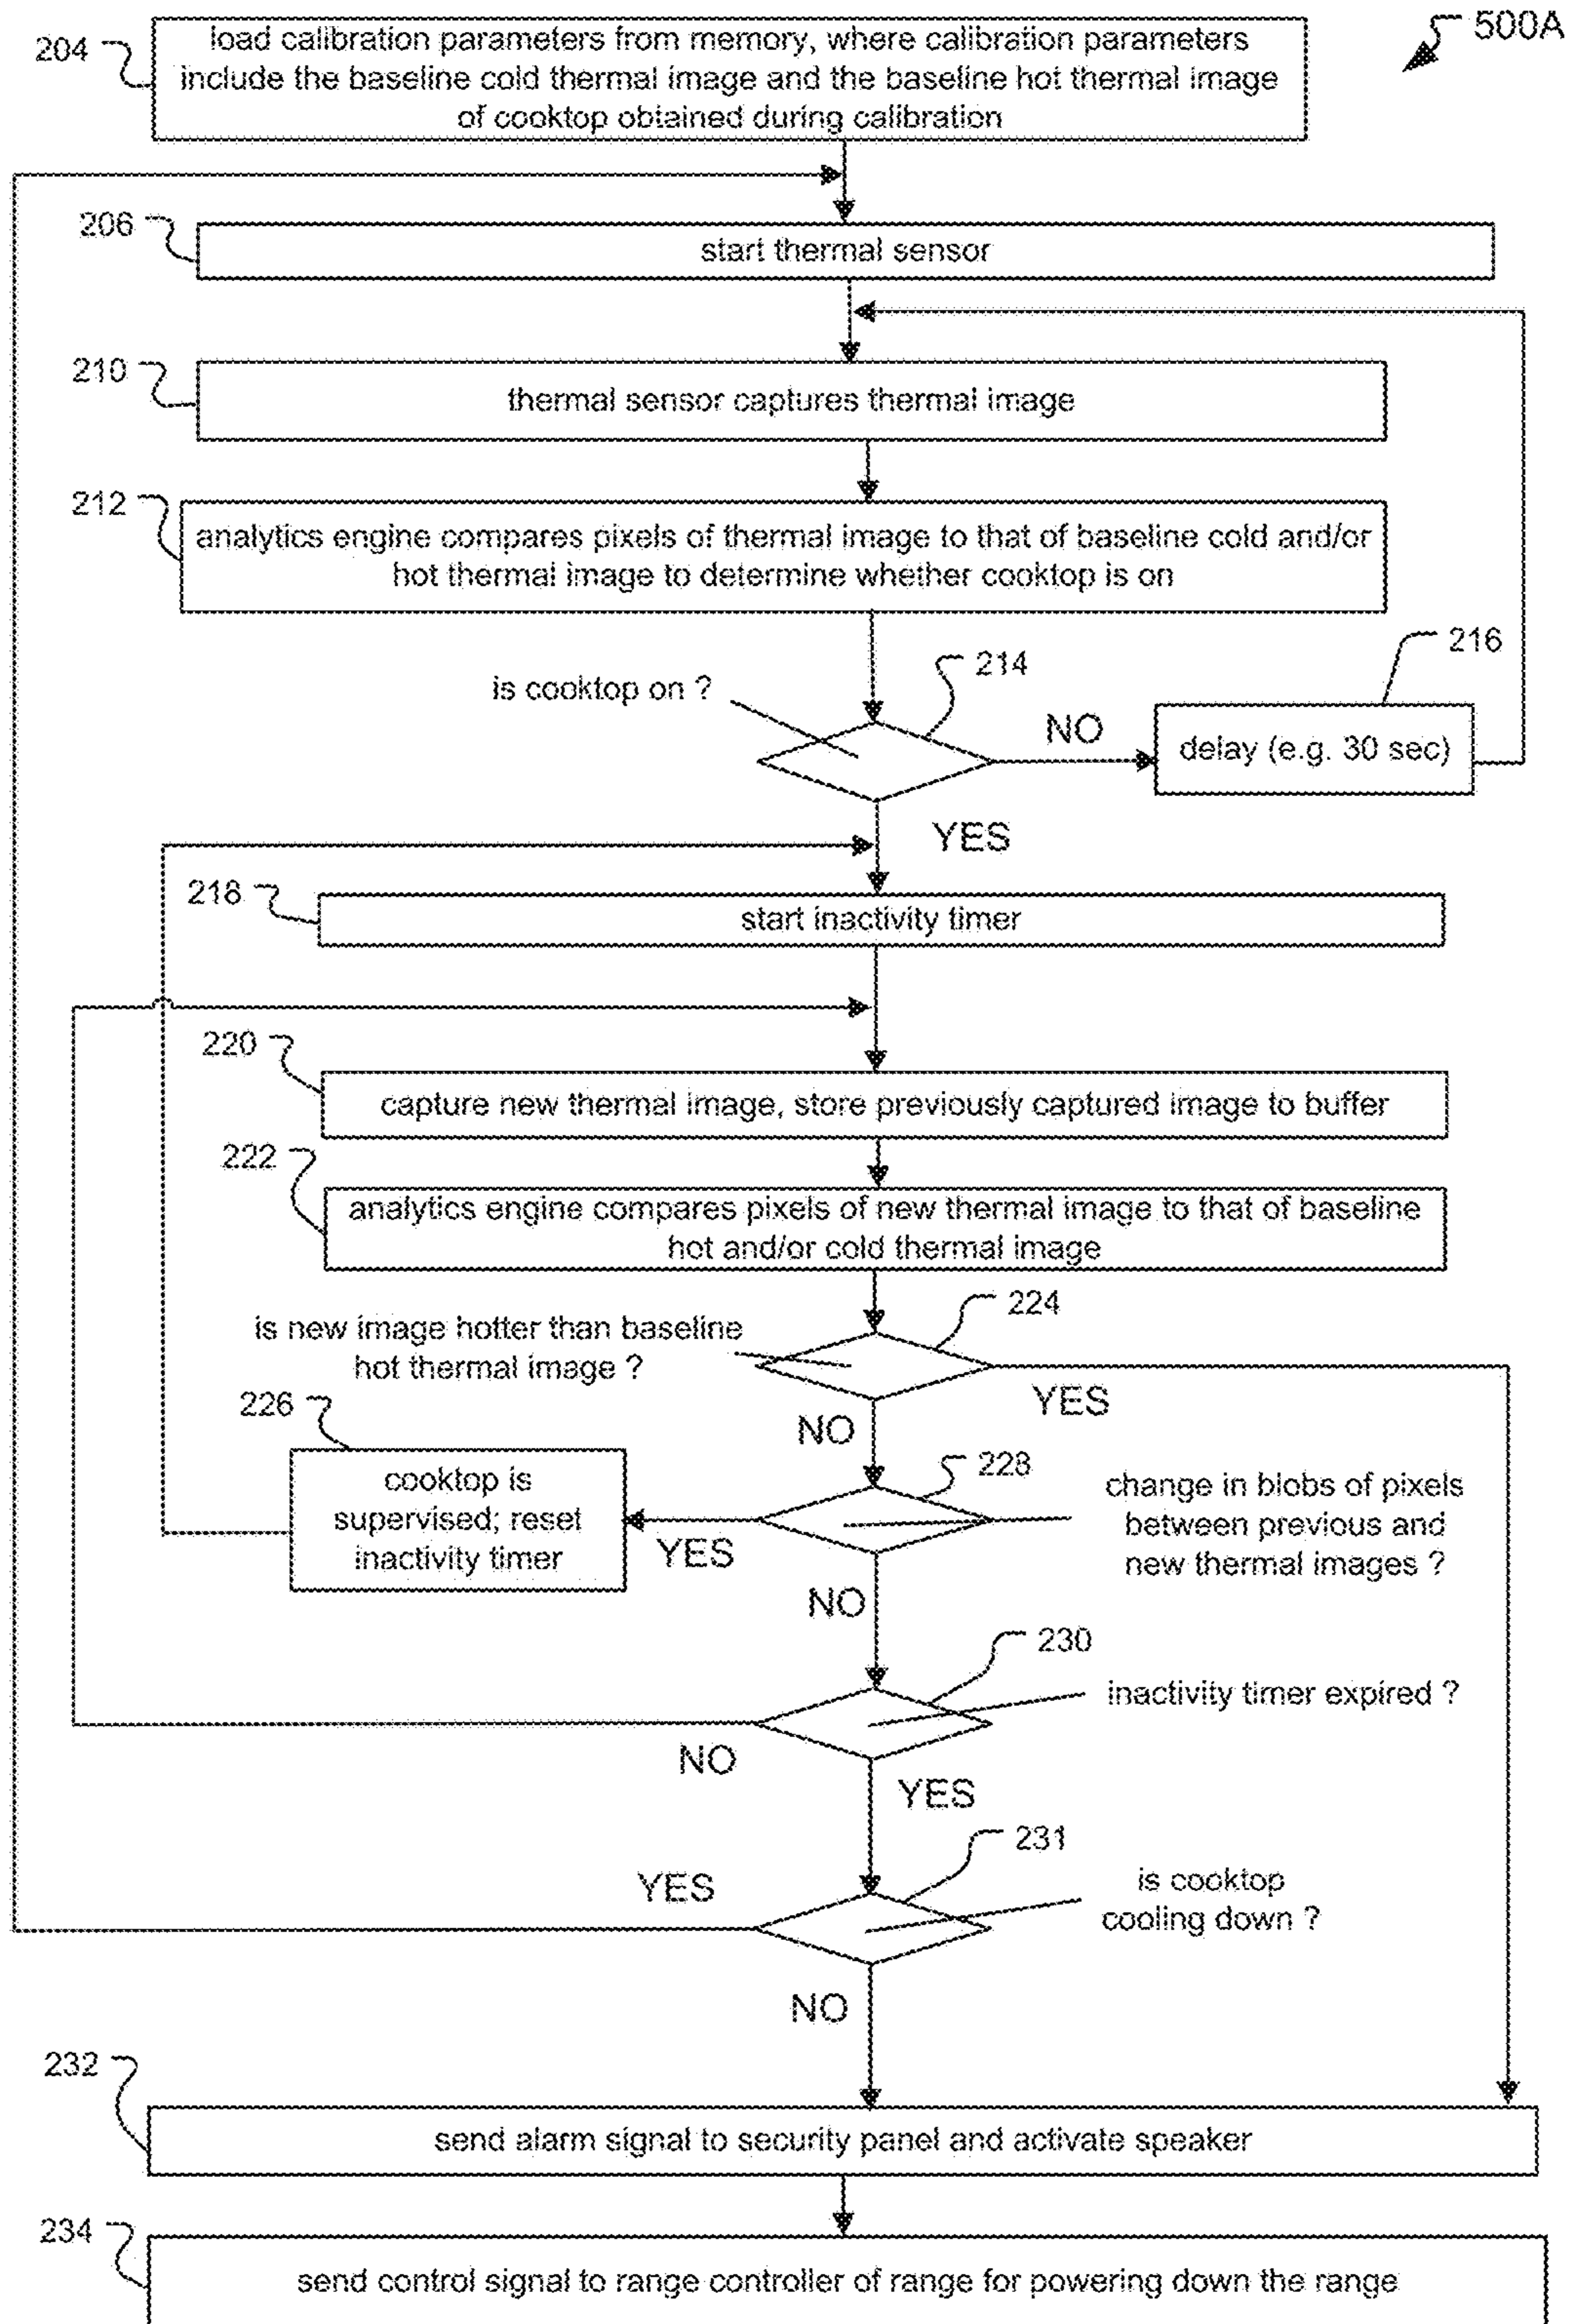 500A
204
load calibration parameters from memory, where calibration parameters
include the baseline cold thermal image and the baseline hot thermal image
of cooktop obtained during calibration
206
start thermal sensor
210
thermal sensor captures thermal image
212
analytics engine compares pixels of thermal image to that of baseline cold and/or
hot thermal image to determine whether cooktop is on
is cooktop on ?
214
216
NO
delay (e.g. 30 sec)
YES
218
start inactivity timer
220
capture new thermal image, store previously captured image to buffer
222
analytics engine compares pixels of new thermal image to that of baseline
hot and/or cold thermal image
224
is new image hotter than baseline
hot thermal image ?
YES
NO
226
cooktop is
supervised; reset
inactivity timer
228
YES
change in blobs of pixels
between previous and
new thermal images ?
NO
230
inactivity timer expired ?
NO
YES
231
YES
is cooktop
cooling down ?
NO
232
send alarm signal to security panel and activate speaker
234
send control signal to range controller of range for powering down the range